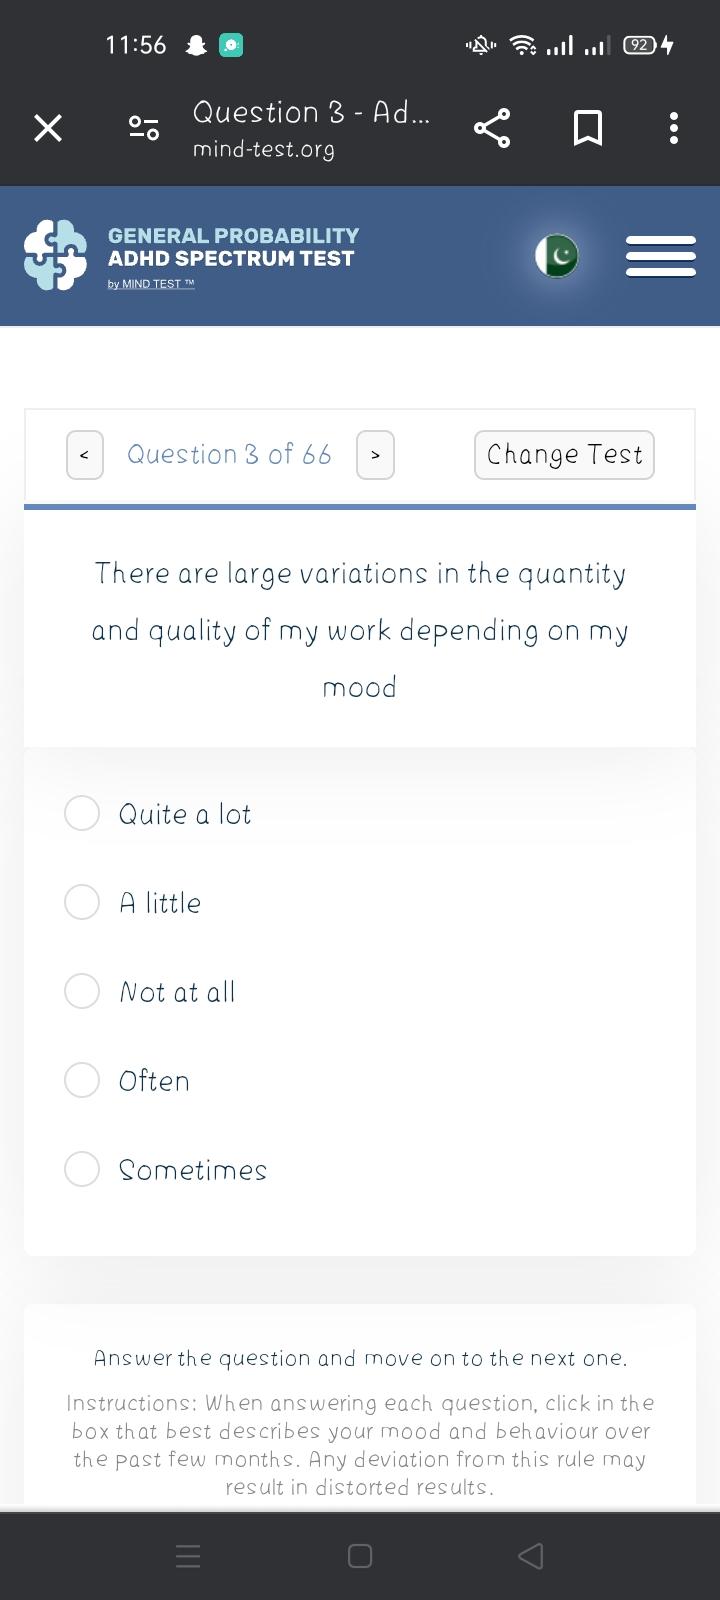 11:56
92
Question 3 - Ad...
mind-test.org
GENERAL PROBABILITY
ADHD SPECTRUM TEST
by MIND TEST ™
< Question 3 of 66 > Change Test
There are large variations in the quantity
and quality of my work depending on my
mood
Quite a lot
A little
Not at all
Often
Sometimes
Answer the question and move on to the next one.
Instructions: When answering each question, click in the
box that best describes your mood and behaviour over
the past few months. Any deviation from this rule may
result in distorted results.